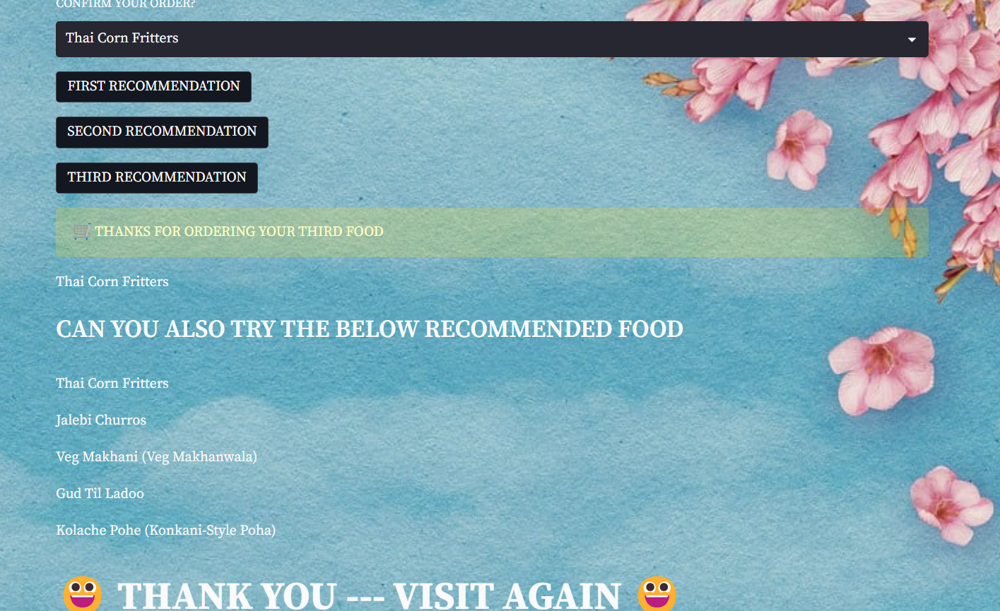 CONFIRM YOUR ORDER?
Thai Corn Fritters
FIRST RECOMMENDATION
SECOND RECOMMENDATION
THIRD RECOMMENDATION
🛒 THANKS FOR ORDERING YOUR THIRD FOOD
Thai Corn Fritters
CAN YOU ALSO TRY THE BELOW RECOMMENDED FOOD
Thai Corn Fritters
Jalebi Churros
Veg Makhani (Veg Makhanwala)
Gud Til Ladoo
Kolache Pohe (Konkani-Style Poha)
THANK YOU --- VISIT AGAIN